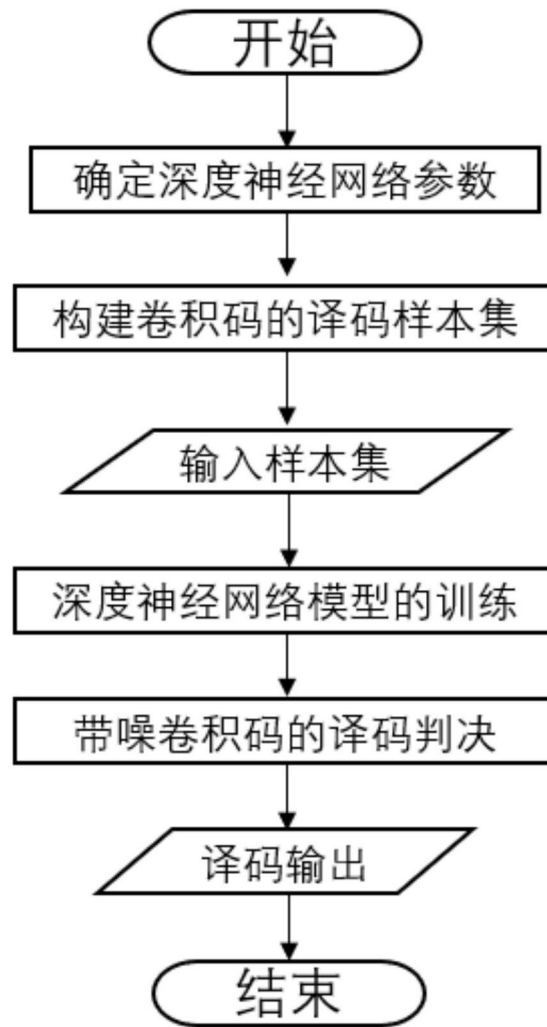 开始
确定深度神经网络参数
构建卷积码的译码样本集
输入样本集
深度神经网络模型的训练
带噪卷积码的译码判决
译码输出
结束